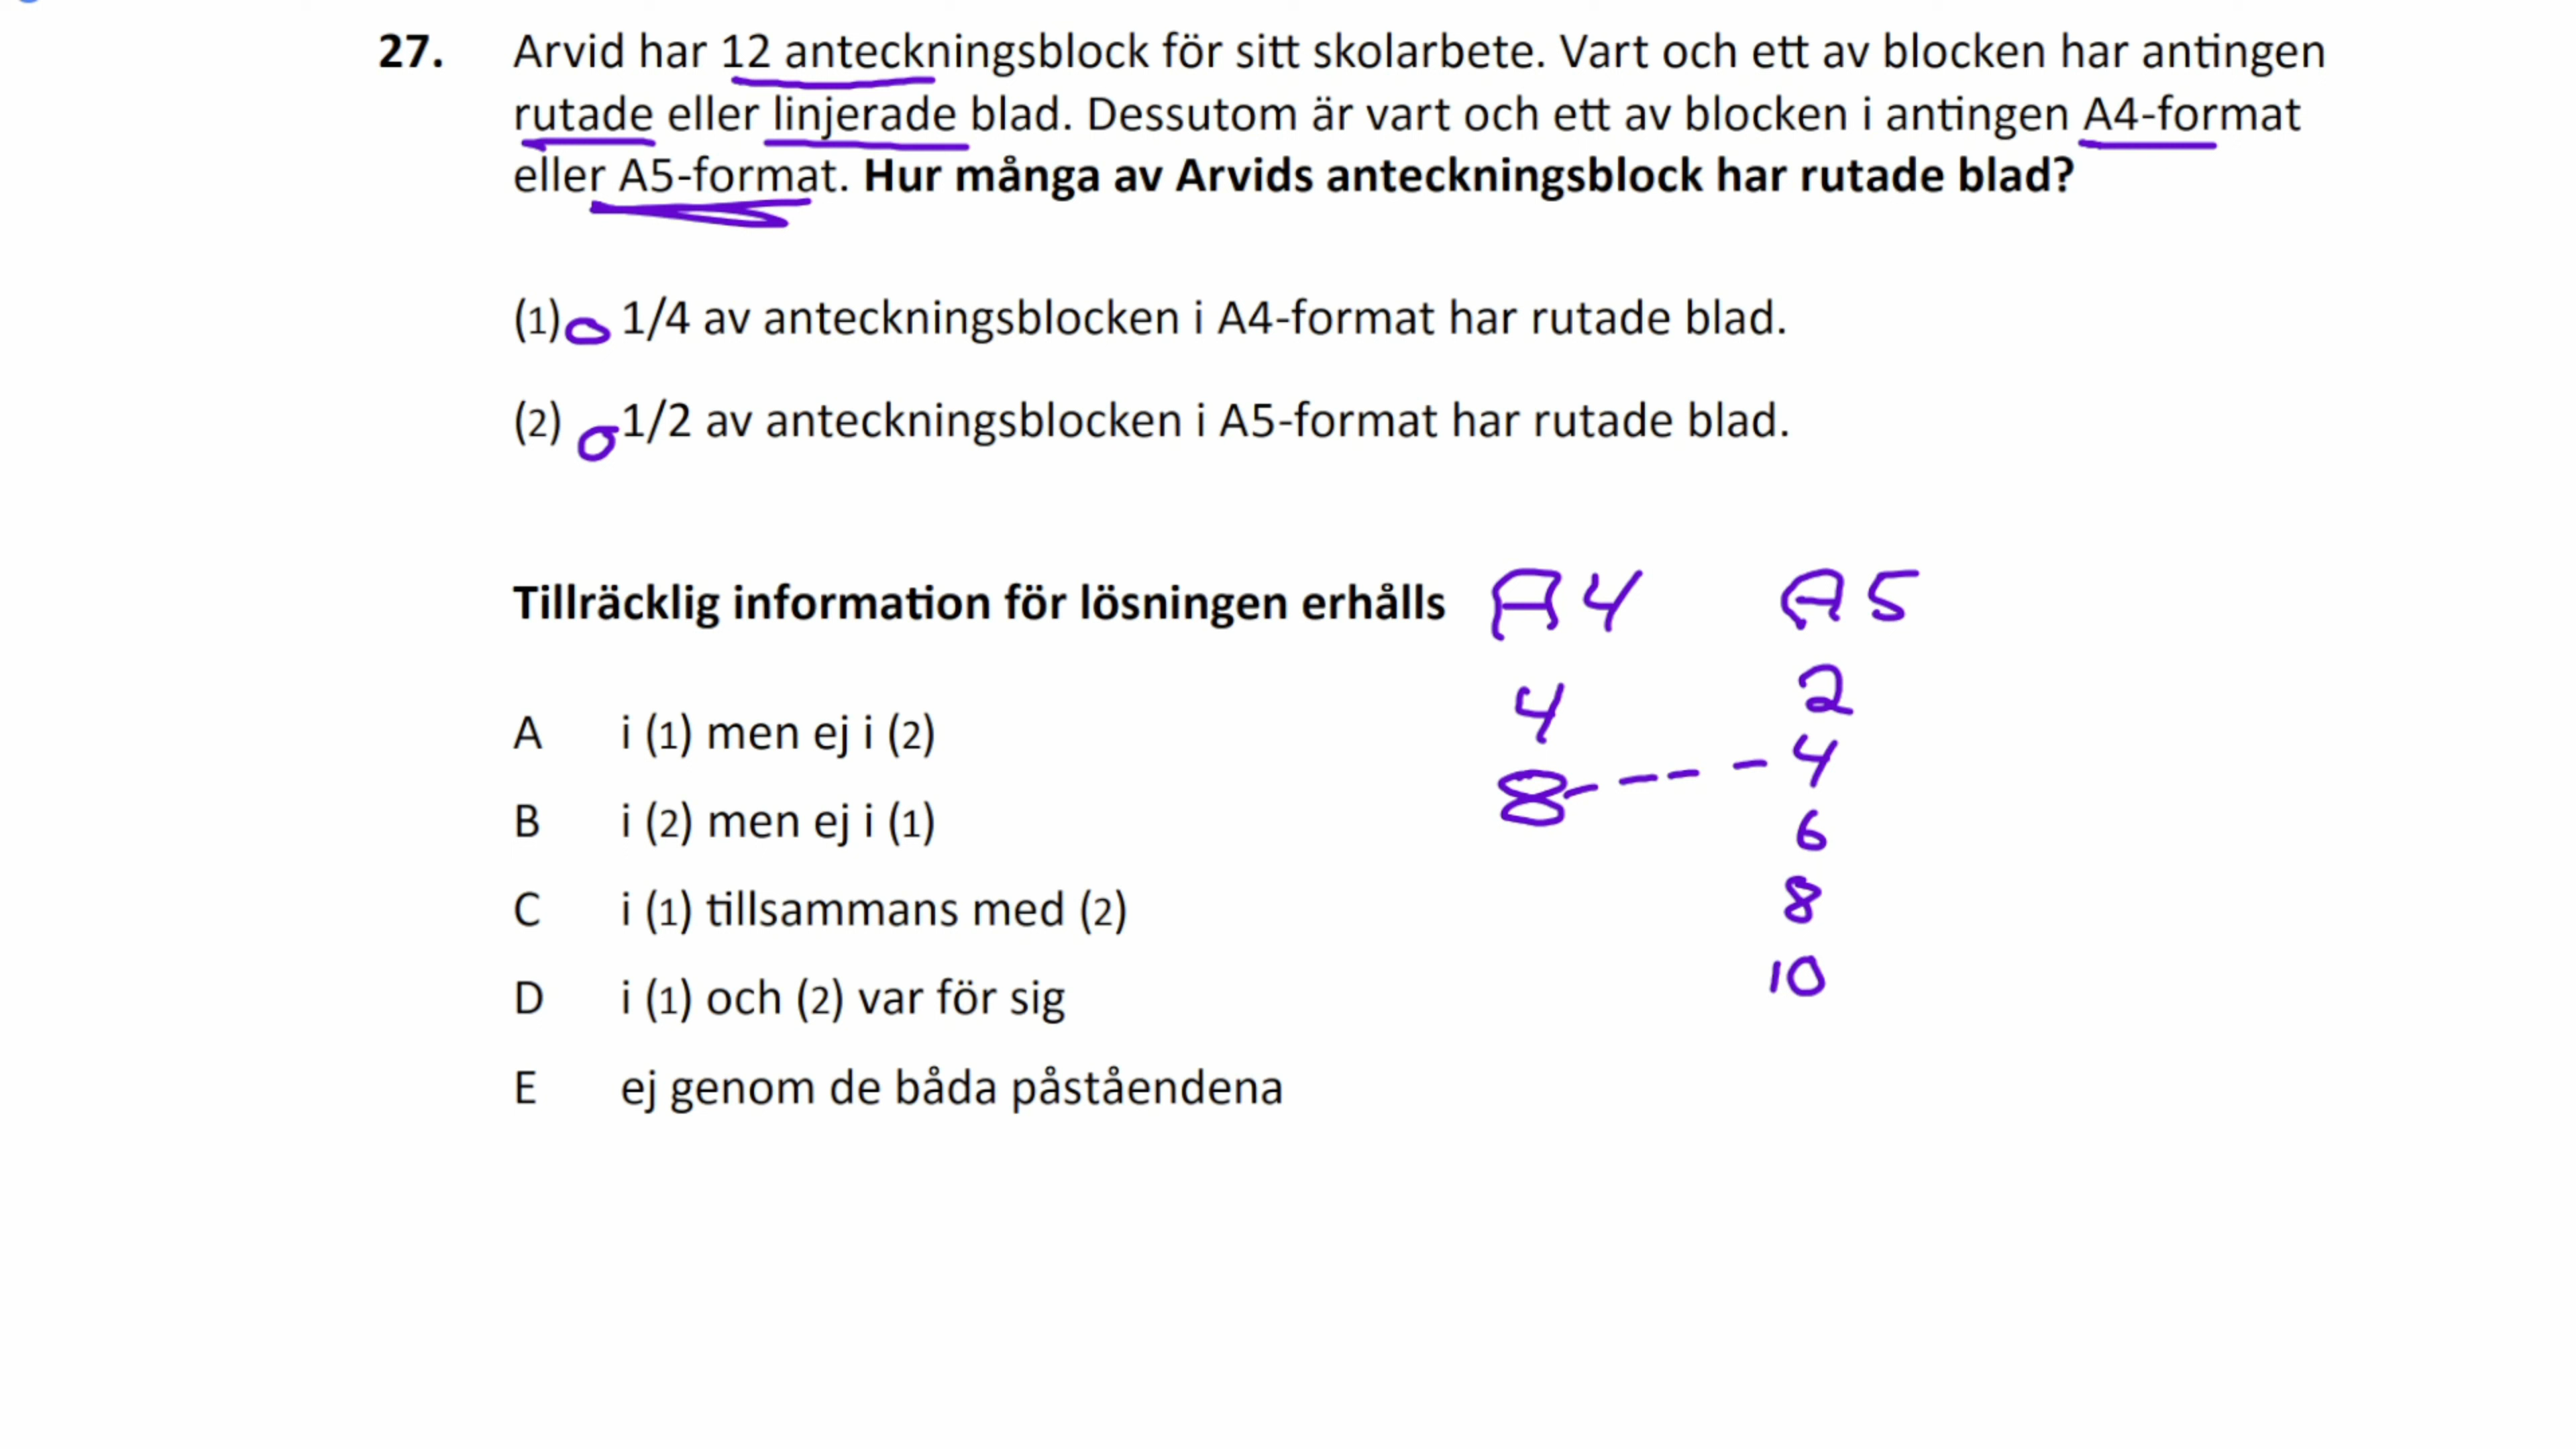 27. Arvid har 12 anteckningsblock för sitt skolarbete. Vart och ett av blocken har antingen
rutade eller linjerade blad. Dessutom är vart och ett av blocken i antingen A4-format
eller A5-format. Hur många av Arvids anteckningsblock har rutade blad?
(1) 1/4 av anteckningsblocken i A4-format har rutade blad.
(2) 1/2 av anteckningsblocken i A5-format har rutade blad.
Tillräcklig information för lösningen erhålls
A i (1) men ej i (2)
B i (2) men ej i (1)
C i (1) tillsammans med (2)
D i (1) och (2) var för sig
E ej genom de båda påståendena
A4 A5
4 2
8 - - - - 4
6
8
10